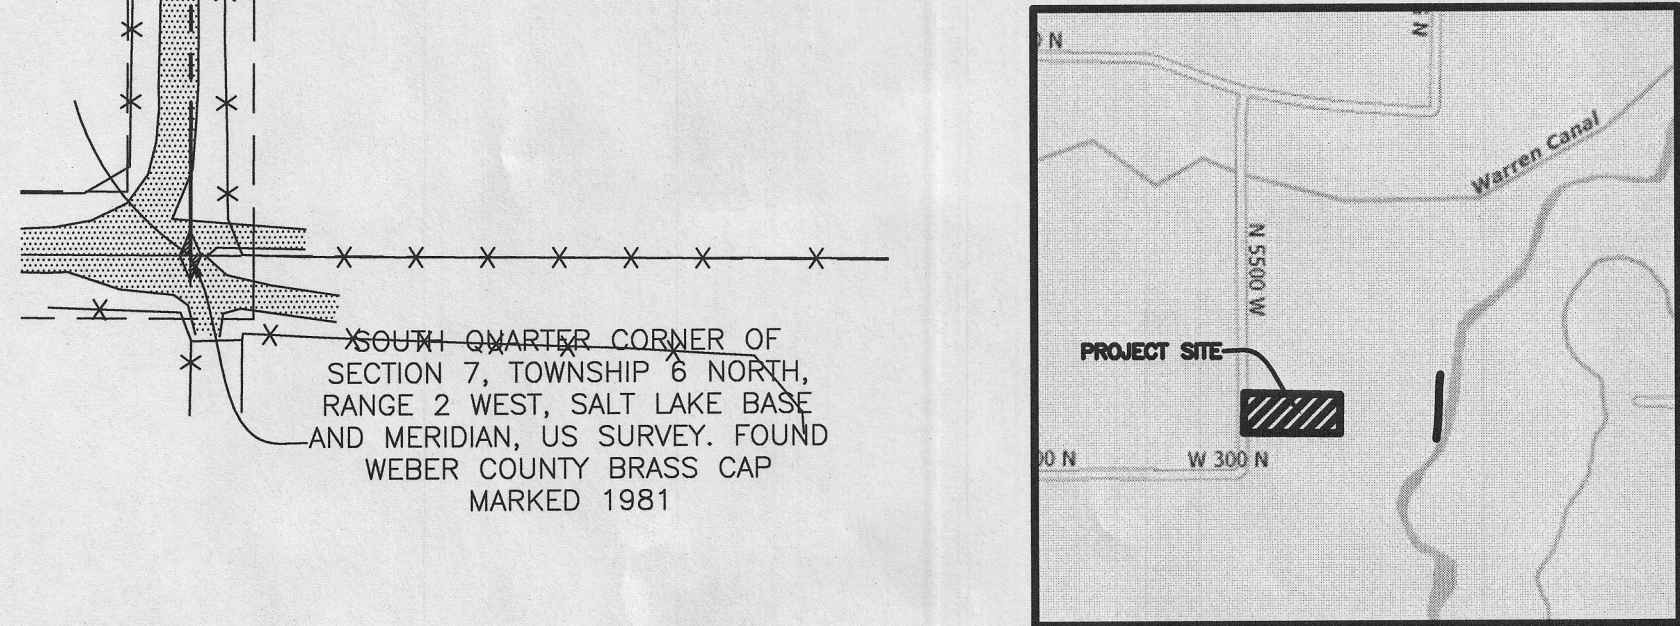 SOUTH QUARTER CORNER OF
SECTION 7, TOWNSHIP 6 NORTH,
RANGE 2 WEST, SALT LAKE BASE
AND MERIDIAN, US SURVEY. FOUND
WEBER COUNTY BRASS CAP
MARKED 1981
N
N
Warren Canal
N 5500 W
PROJECT SITE
00 N
W 300 N